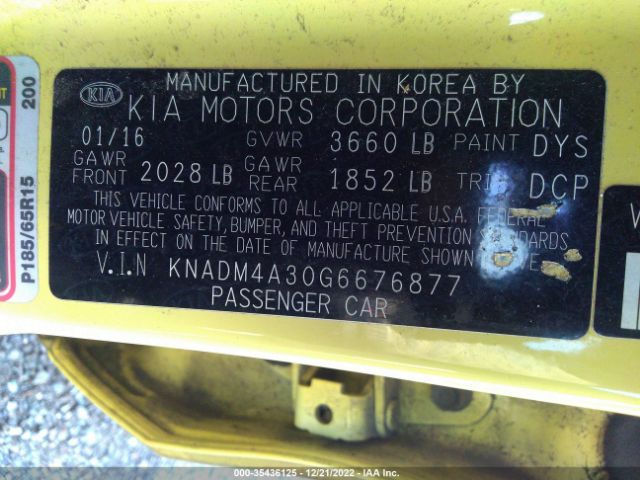 P185/65R15
200
KIA
MANUFACTURED IN KOREA BY
KIA MOTORS CORPORATION
01/16 GVWR 3660 LB PAINT DYS
GAWR FRONT 2028 LB GAWR REAR 1852 LB DCP
THIS VEHICLE CONFORMS TO ALL APPLICABLE U.S.A. FEDERAL
MOTOR VEHICLE SAFETY, BUMPER, AND THEFT PREVENTION STANDARDS
IN EFFECT ON THE DATE OF MANUFACTURE SHOWN
V.I.N KNADM4A30G6676877
PASSENGER CAR
000-35436125 - 12/21/2022 - IAA Inc.